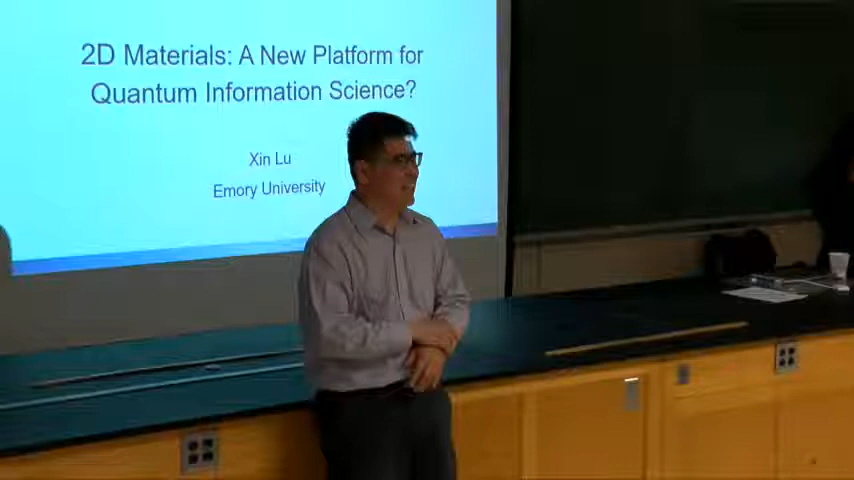 2D Materials: A New Platform for
Quantum Information Science?
Xin Lu
Emory University